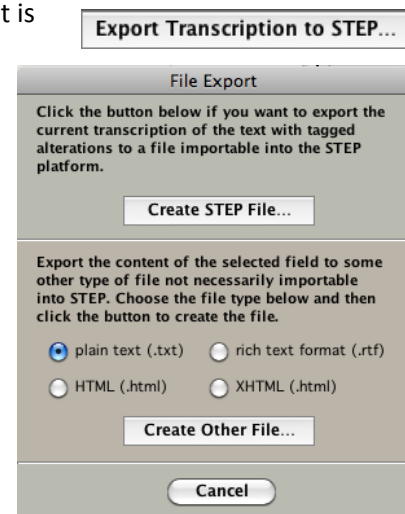 t is
Export Transcription to STEP...
File Export
Click the button below if you want to export the
current transcription of the text with tagged
alterations to a file importable into the STEP
platform.
Create STEP File...
Export the content of the selected field to some
other type of file not necessarily importable
into STEP. Choose the file type below and then
click the button to create the file.
plain text (.txt) rich text format (.rtf)
HTML (.html) XHTML (.html)
Create Other File...
Cancel